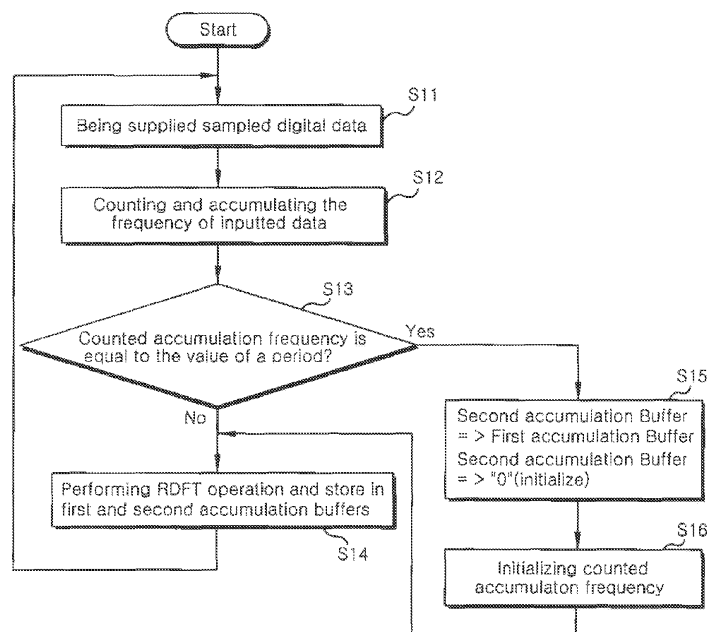 Start
S11
Being supplied sampled digital data
S12
Counting and accumulating the
frequency of inputted data
S13
Counted accumulation frequency is
equal to the value of a period?
Yes
No
S15
Second accumulation Buffer
= > First accumulation Buffer
Second accumulation Buffer
= > "0"(initialize)
Performing RDFT operation and store in
first and second accumulation buffers
S14
S16
Initializing counted
accumulaton frequency